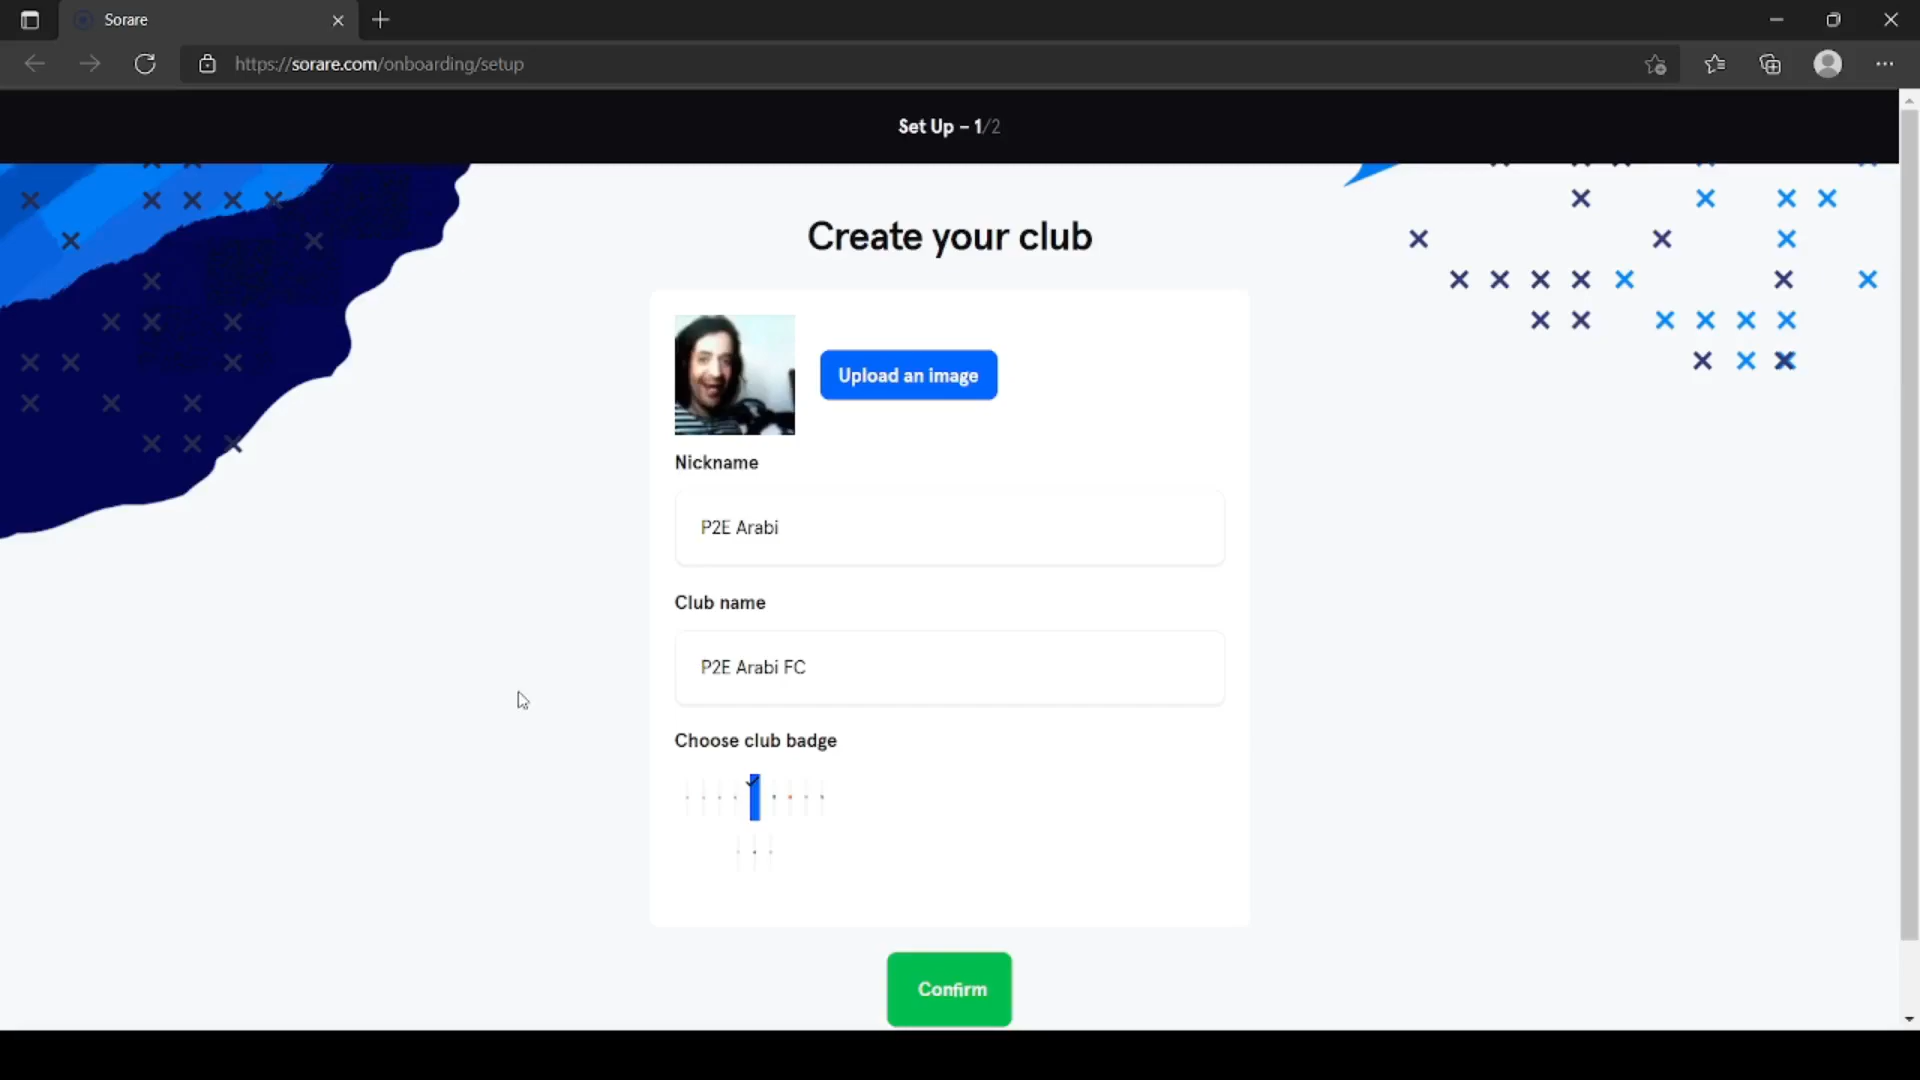 Sorare
https://sorare.com/onboarding/setup
Set Up – 1/2
Create your club
Upload an image
Nickname
P2E Arabi
Club name
P2E Arabi FC
Choose club badge
Confirm